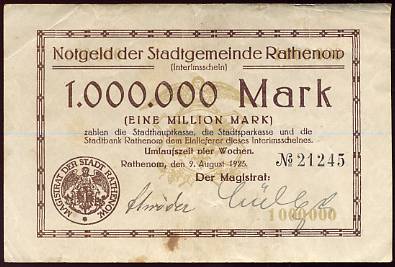 Notgeld der Stadtgemeinde Rathenow
(Interimsschein)
1.000.000 Mark
(EINE MILLION MARK)
zahlen die Stadthauptkasse, die Stadtsparkasse und die
Stadtbank Rathenow dem Einlieferer dieses Interimsscheines.
Umlaufszeit vier Wochen.
Rathenow, den 9. August 1923.
№ 21245
Der Magistrat:
MAGISTRAT DER STADT RATHENOW.
1000000